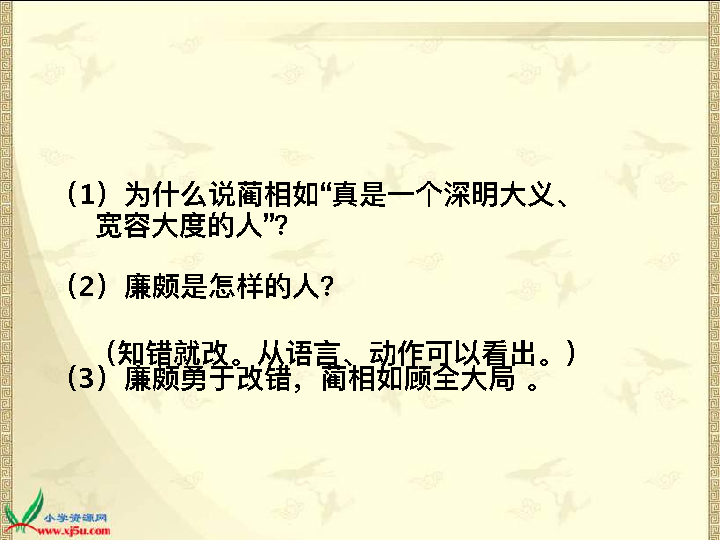 （1）为什么说蔺相如“真是一个深明大义、
宽容大度的人”？
（2）廉颇是怎样的人？
（知错就改。从语言、动作可以看出。）
（3）廉颇勇于改错，蔺相如顾全大局 。
小学资源网
www.xj5u.com